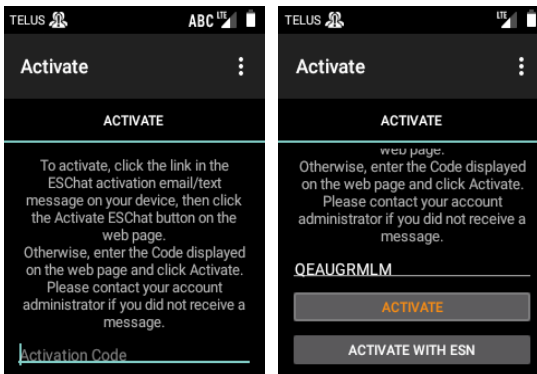 TELUS ABC LTE
Activate
ACTIVATE
To activate, click the link in the
ESChat activation email/text
message on your device, then click
the Activate ESChat button on the
web page.
Otherwise, enter the Code displayed
on the web page and click Activate.
Please contact your account
administrator if you did not receive a
message.
Activation Code
TELUS LTE
Activate
ACTIVATE
web page.
Otherwise, enter the Code displayed
on the web page and click Activate.
Please contact your account
administrator if you did not receive a
message.
QEAUGRMLM
ACTIVATE
ACTIVATE WITH ESN